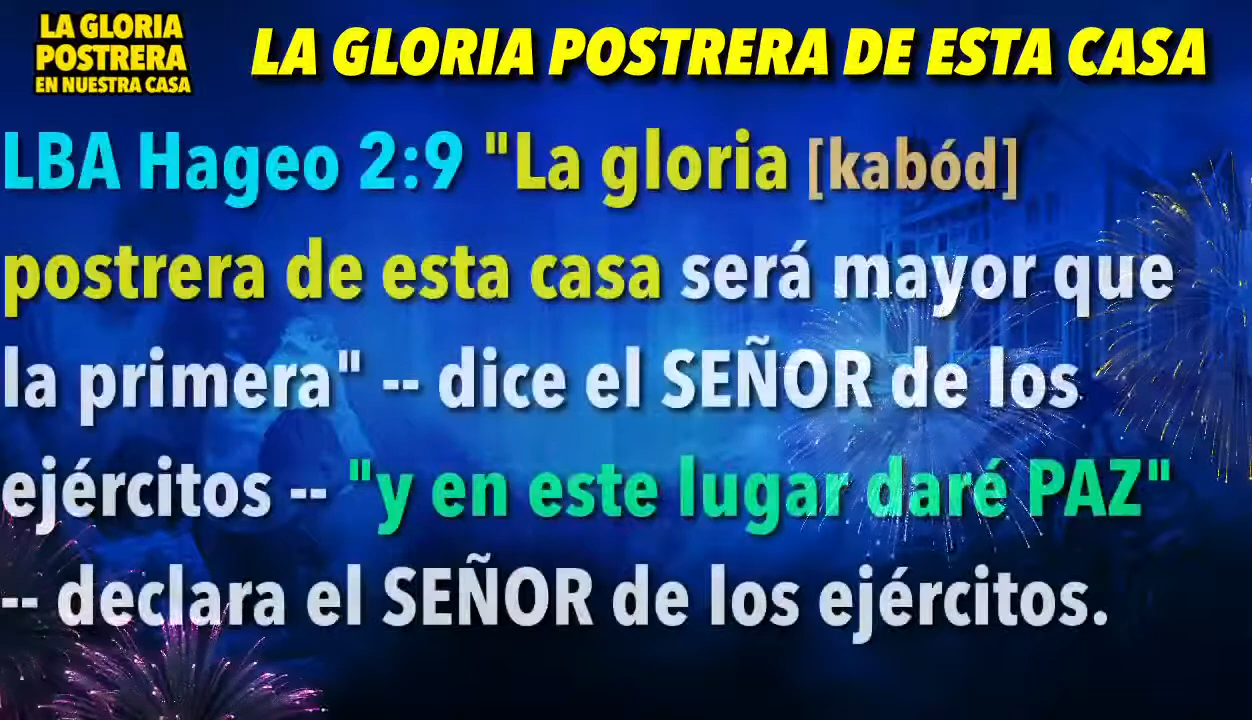 LA GLORIA
POSTRERA
EN NUESTRA CASA
LA GLORIA POSTRERA DE ESTA CASA
LBA Hageo 2:9 "La gloria [kabód]
postrera de esta casa será mayor que
la primera" -- dice el SEÑOR de los
ejércitos -- "y en este lugar daré PAZ"
-- declara el SEÑOR de los ejércitos.